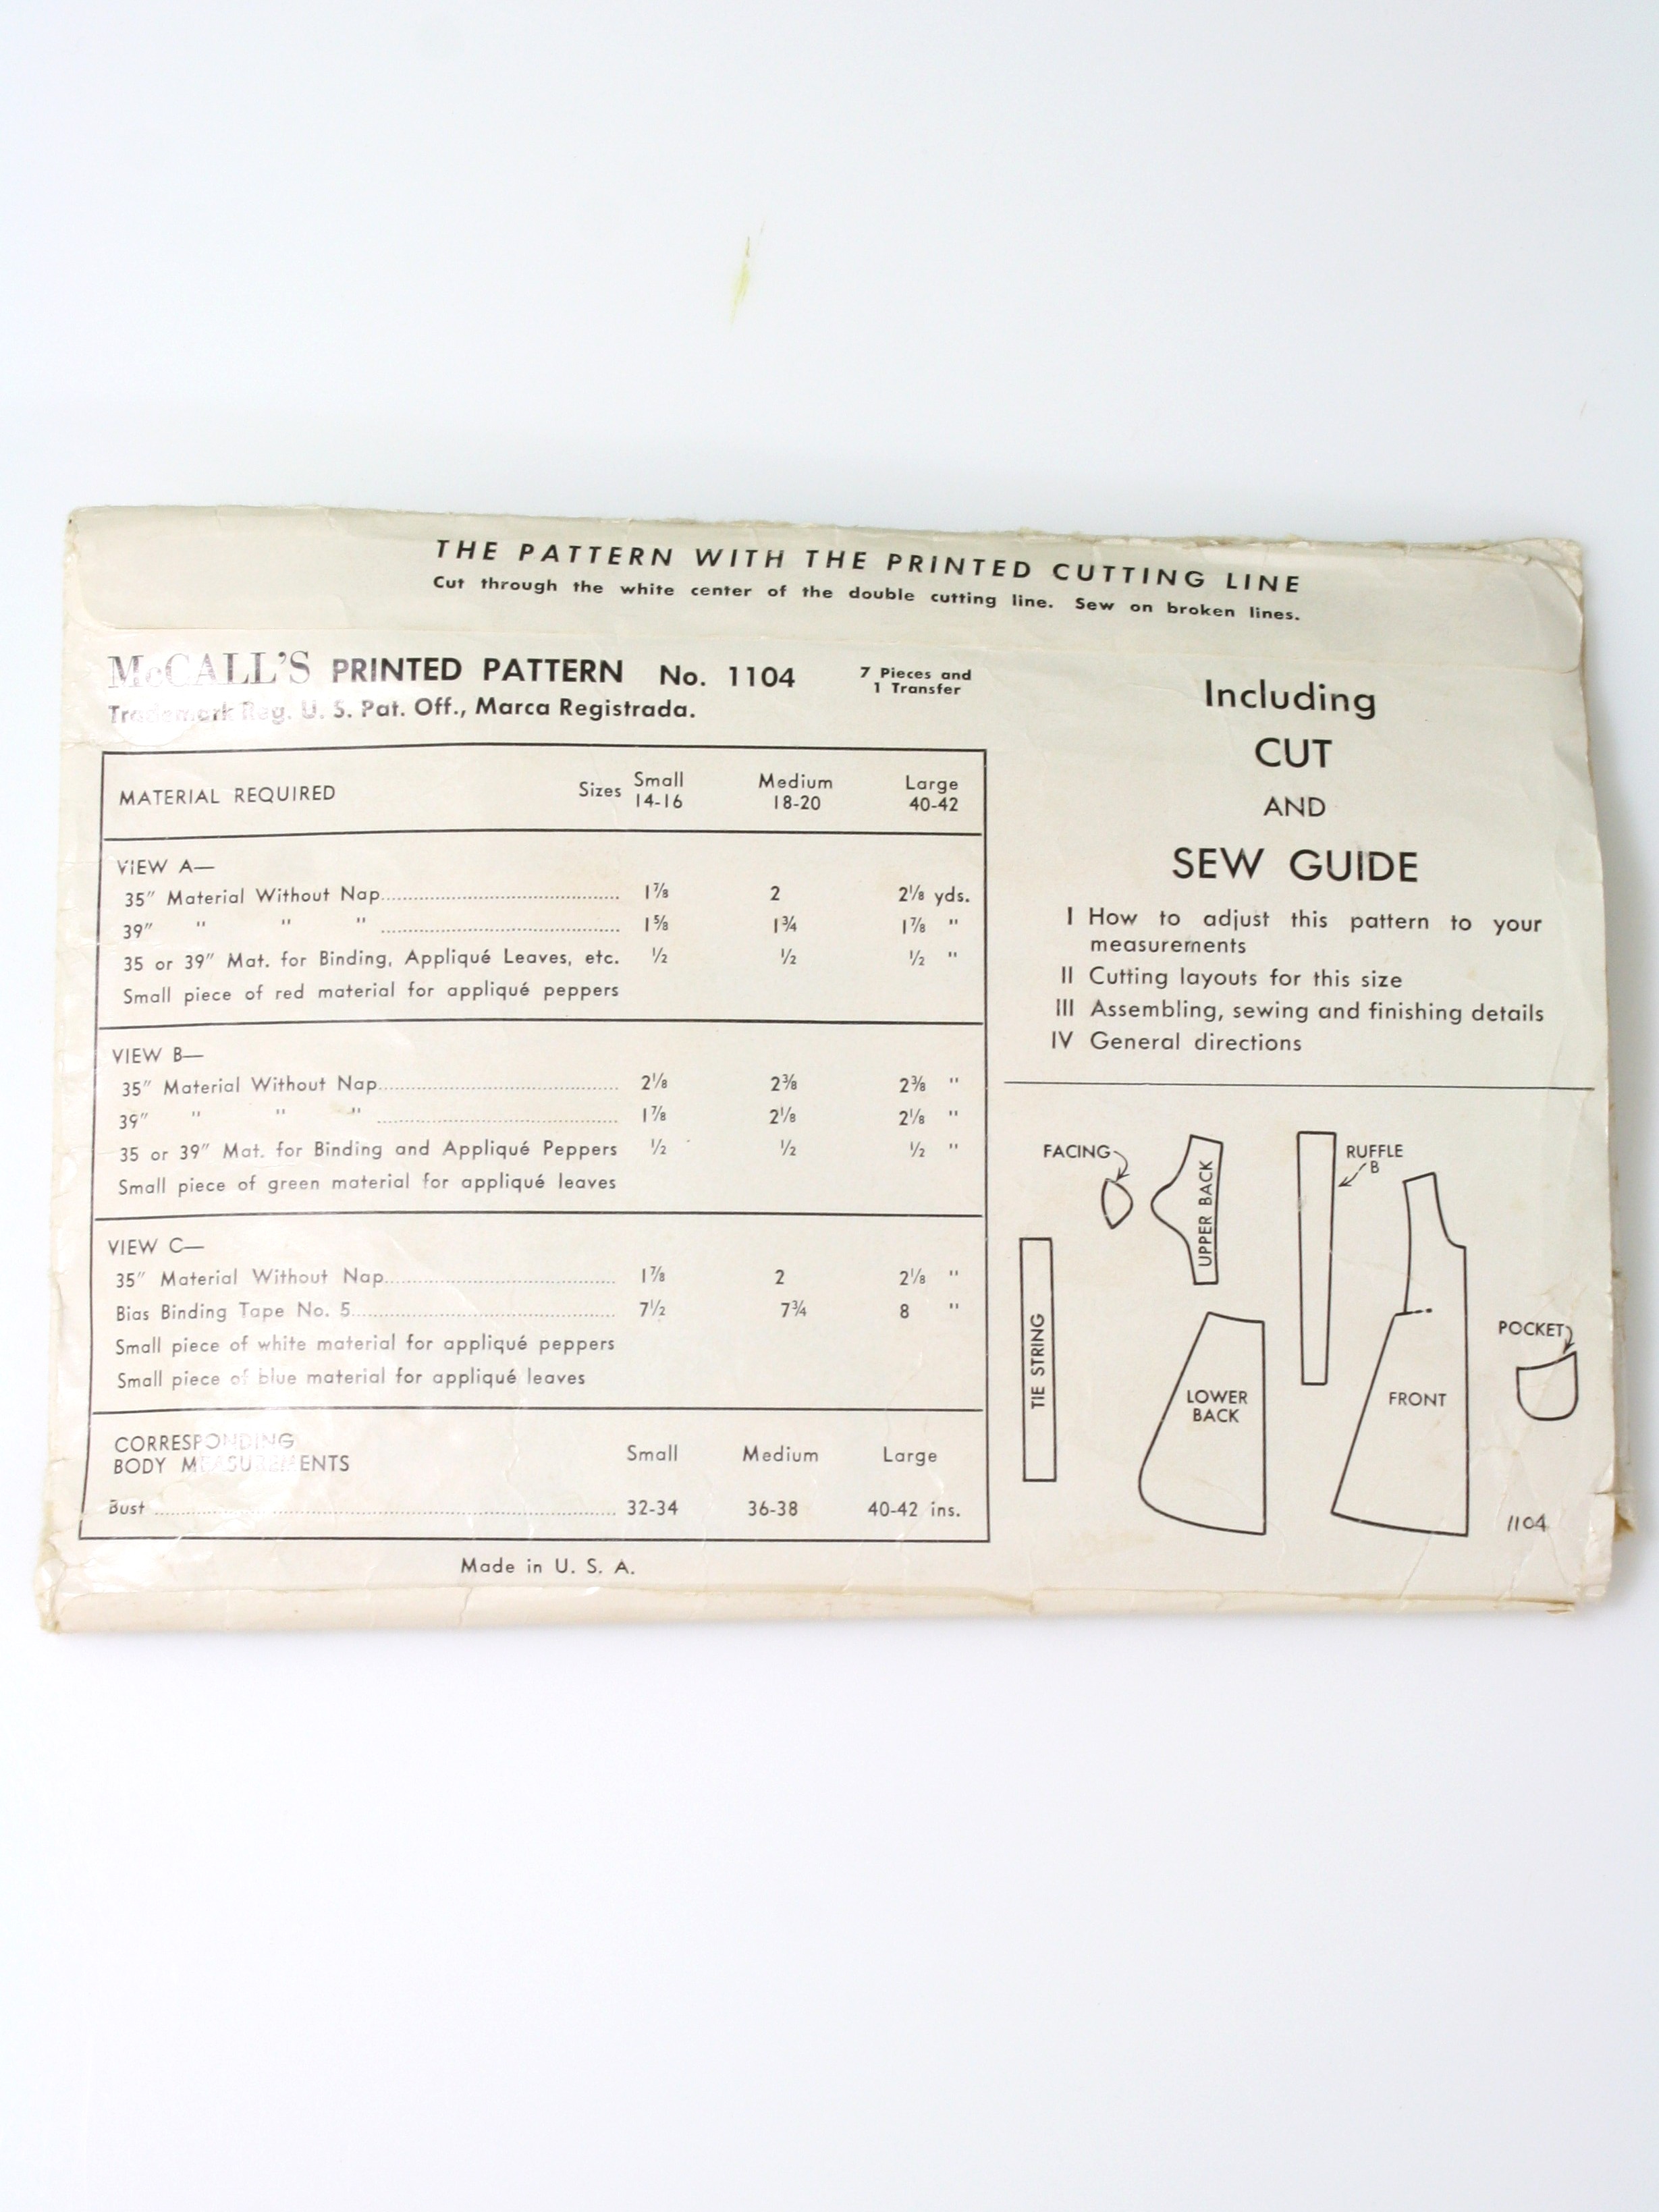 THE PATTERN WITH THE PRINTED CUTTING LINE
Cut through the white center of the double cutting line. Sew on broken lines.
McCALL'S PRINTED PATTERN No. 1104
7 Pieces and
1 Transfer
Trademark Reg. U. S. Pat. Off., Marca Registrada.
MATERIAL REQUIRED Sizes Small 14-16 Medium 18-20 Large 40-42
VIEW A—
35" Material Without Nap 1⅞ 2 2⅛ yds.
39" " " " 1⅝ 1¾ 1⅞ "
35 or 39" Mat. for Binding, Appliqué Leaves, etc. ½ ½ ½ "
Small piece of red material for appliqué peppers
VIEW B—
35" Material Without Nap 2⅛ 2⅜ 2⅜ "
39" " " " 1⅞ 2⅛ 2⅛ "
35 or 39" Mat. for Binding and Appliqué Peppers ½ ½ ½ "
Small piece of green material for appliqué leaves
VIEW C—
35" Material Without Nap 1⅞ 2 2⅛ "
Bias Binding Tape No. 5 7½ 7¾ 8 "
Small piece of white material for appliqué peppers
Small piece of blue material for appliqué leaves
CORRESPONDING
BODY MEASUREMENTS Small Medium Large
Bust 32-34 36-38 40-42 ins.
Made in U. S. A.
Including
CUT
AND
SEW GUIDE
I How to adjust this pattern to your
measurements
II Cutting layouts for this size
III Assembling, sewing and finishing details
IV General directions
FACING
UPPER BACK
RUFFLE
B
TIE STRING
LOWER
BACK
FRONT
POCKET
1104